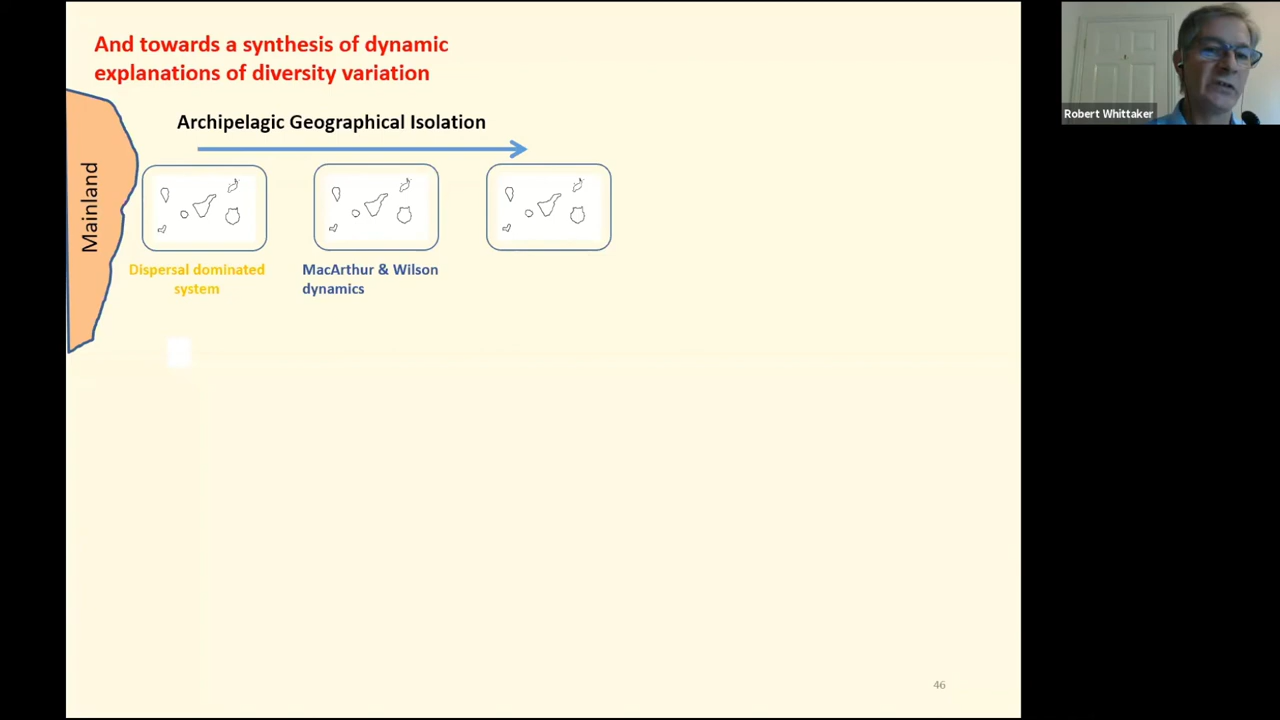 And towards a synthesis of dynamic
explanations of diversity variation
Archipelagic Geographical Isolation
Mainland
Dispersal dominated
system
MacArthur & Wilson
dynamics
46
Robert Whittaker